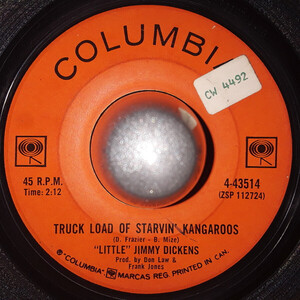 COLUMBIA
CW 4492
45 R.P.M.
Time: 2:12
4-43514
(ZSP 112724)
TRUCK LOAD OF STARVIN' KANGAROOS
(D. Frazier - B. Mize)
"LITTLE" JIMMY DICKENS
Prod. by Don Law &
Frank Jones
® "COLUMBIA" MARCAS REG. PRINTED IN CAN.